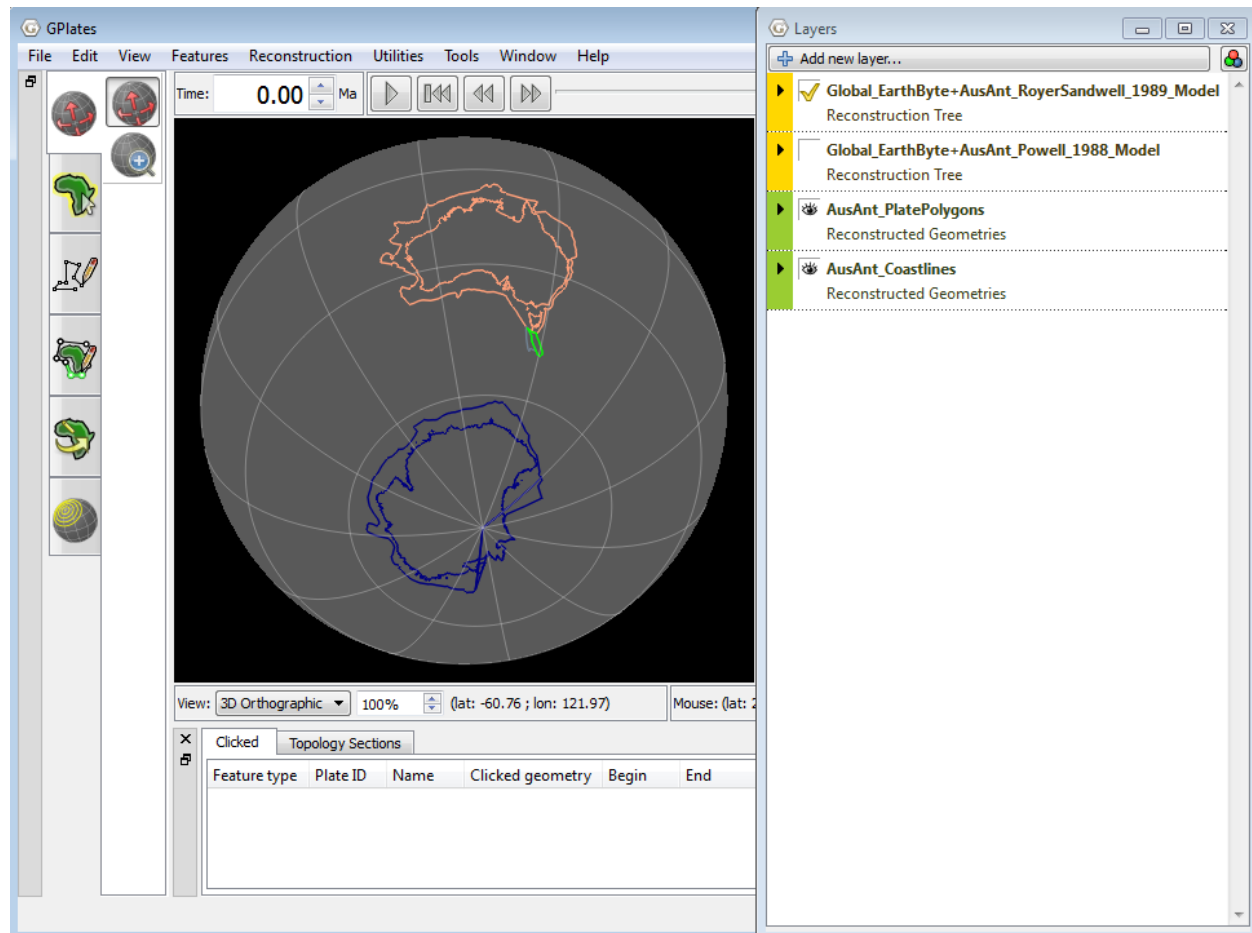 GPlates
File Edit View Features Reconstruction Utilities Tools Window Help
Time: 0.00 Ma
View: 3D Orthographic 100% (lat: -60.76 ; lon: 121.97) Mouse: (lat: 2
Clicked Topology Sections
Feature type Plate ID Name Clicked geometry Begin End
Layers
Add new layer...
Global_EarthByte+AusAnt_RoyerSandwell_1989_Model
Reconstruction Tree
Global_EarthByte+AusAnt_Powell_1988_Model
Reconstruction Tree
AusAnt_PlatePolygons
Reconstructed Geometries
AusAnt_Coastlines
Reconstructed Geometries